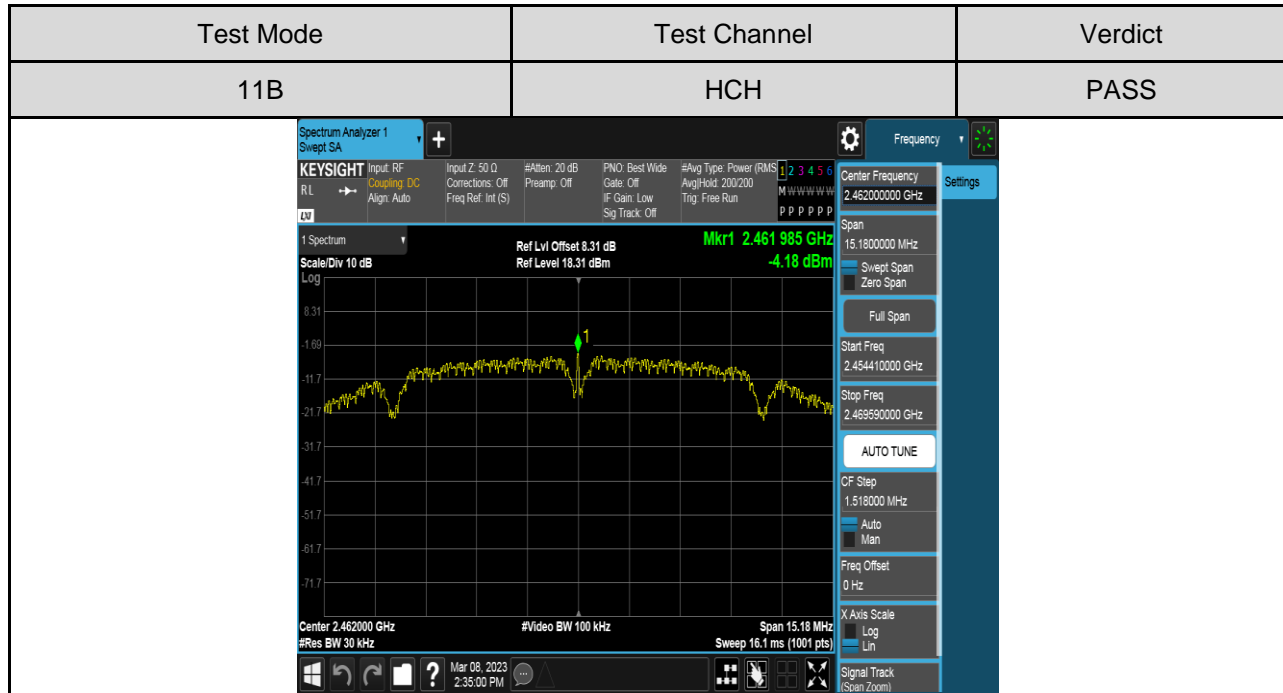 Test Mode Test Channel Verdict
11B HCH PASS
Spectrum Analyzer 1
Swept SA
+
Frequency
KEYSIGHT Input: RF Input Z: 50 Ω #Atten: 20 dB PNO: Best Wide #Avg Type: Power (RMS 1 2 3 4 5 6
RL Coupling: DC Corrections: Off Preamp: Off Gate: Off Avg|Hold: 200/200 M W W W W W
Align: Auto Freq Ref: Int (S) IF Gain: Low Trig: Free Run
LXI Sig Track: Off P P P P P P
Center Frequency
2.462000000 GHz
Settings
1 Spectrum Ref Lvl Offset 8.31 dB Mkr1 2.461 985 GHz
Scale/Div 10 dB Ref Level 18.31 dBm -4.18 dBm
Log
8.31
-1.69
-11.7
-21.7
-31.7
-41.7
-51.7
-61.7
-71.7
1
Center 2.462000 GHz #Video BW 100 kHz Span 15.18 MHz
#Res BW 30 kHz Sweep 16.1 ms (1001 pts)
Span
15.1800000 MHz
Swept Span
Zero Span
Full Span
Start Freq
2.454410000 GHz
Stop Freq
2.469590000 GHz
AUTO TUNE
CF Step
1.518000 MHz
Auto
Man
Freq Offset
0 Hz
X Axis Scale
Log
Lin
Signal Track
(Span Zoom)
? Mar 08, 2023
2:35:00 PM